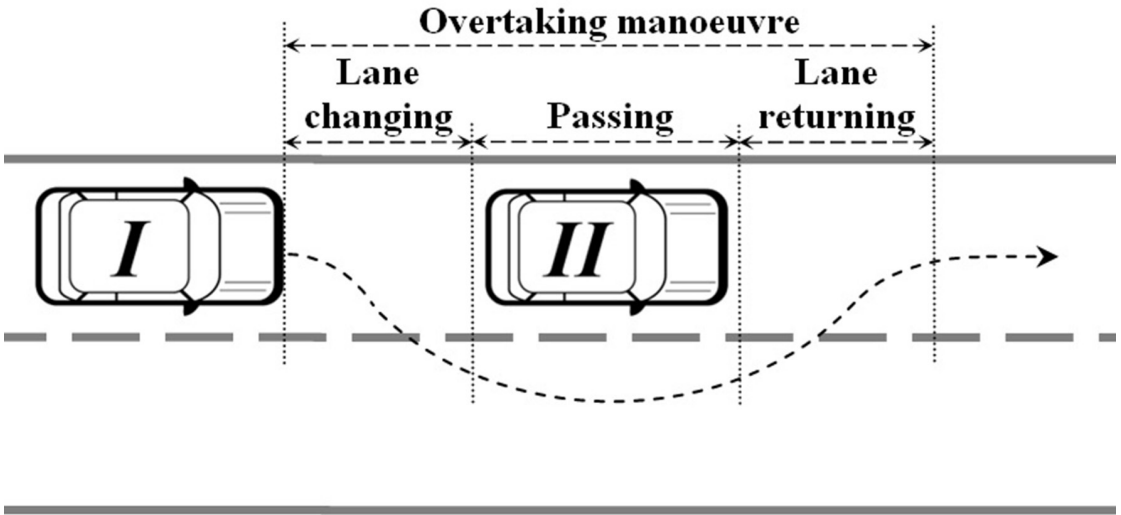 Overtaking manoeuvre
Lane
changing
Passing
Lane
returning
I
II